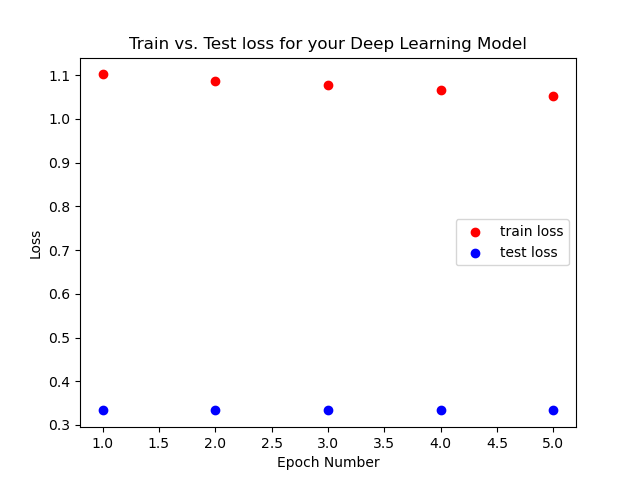 Train vs. Test loss for your Deep Learning Model
1.1
1.0
0.9
0.8
0.7
0.6
0.5
0.4
0.3
Loss
train loss
test loss
1.0 1.5 2.0 2.5 3.0 3.5 4.0 4.5 5.0
Epoch Number